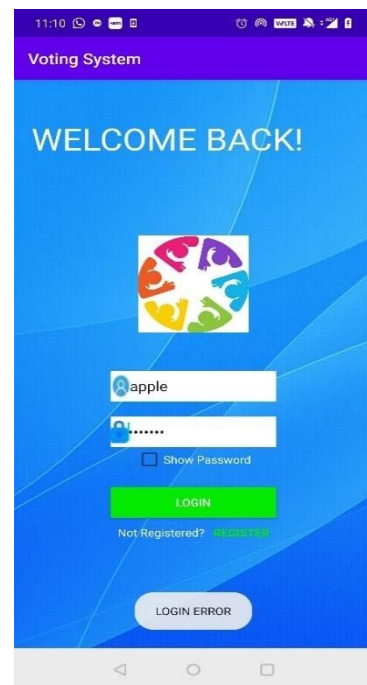 11:10
Voting System
WELCOME BACK!
apple
•••••••
Show Password
LOGIN
Not Registered? REGISTER
LOGIN ERROR